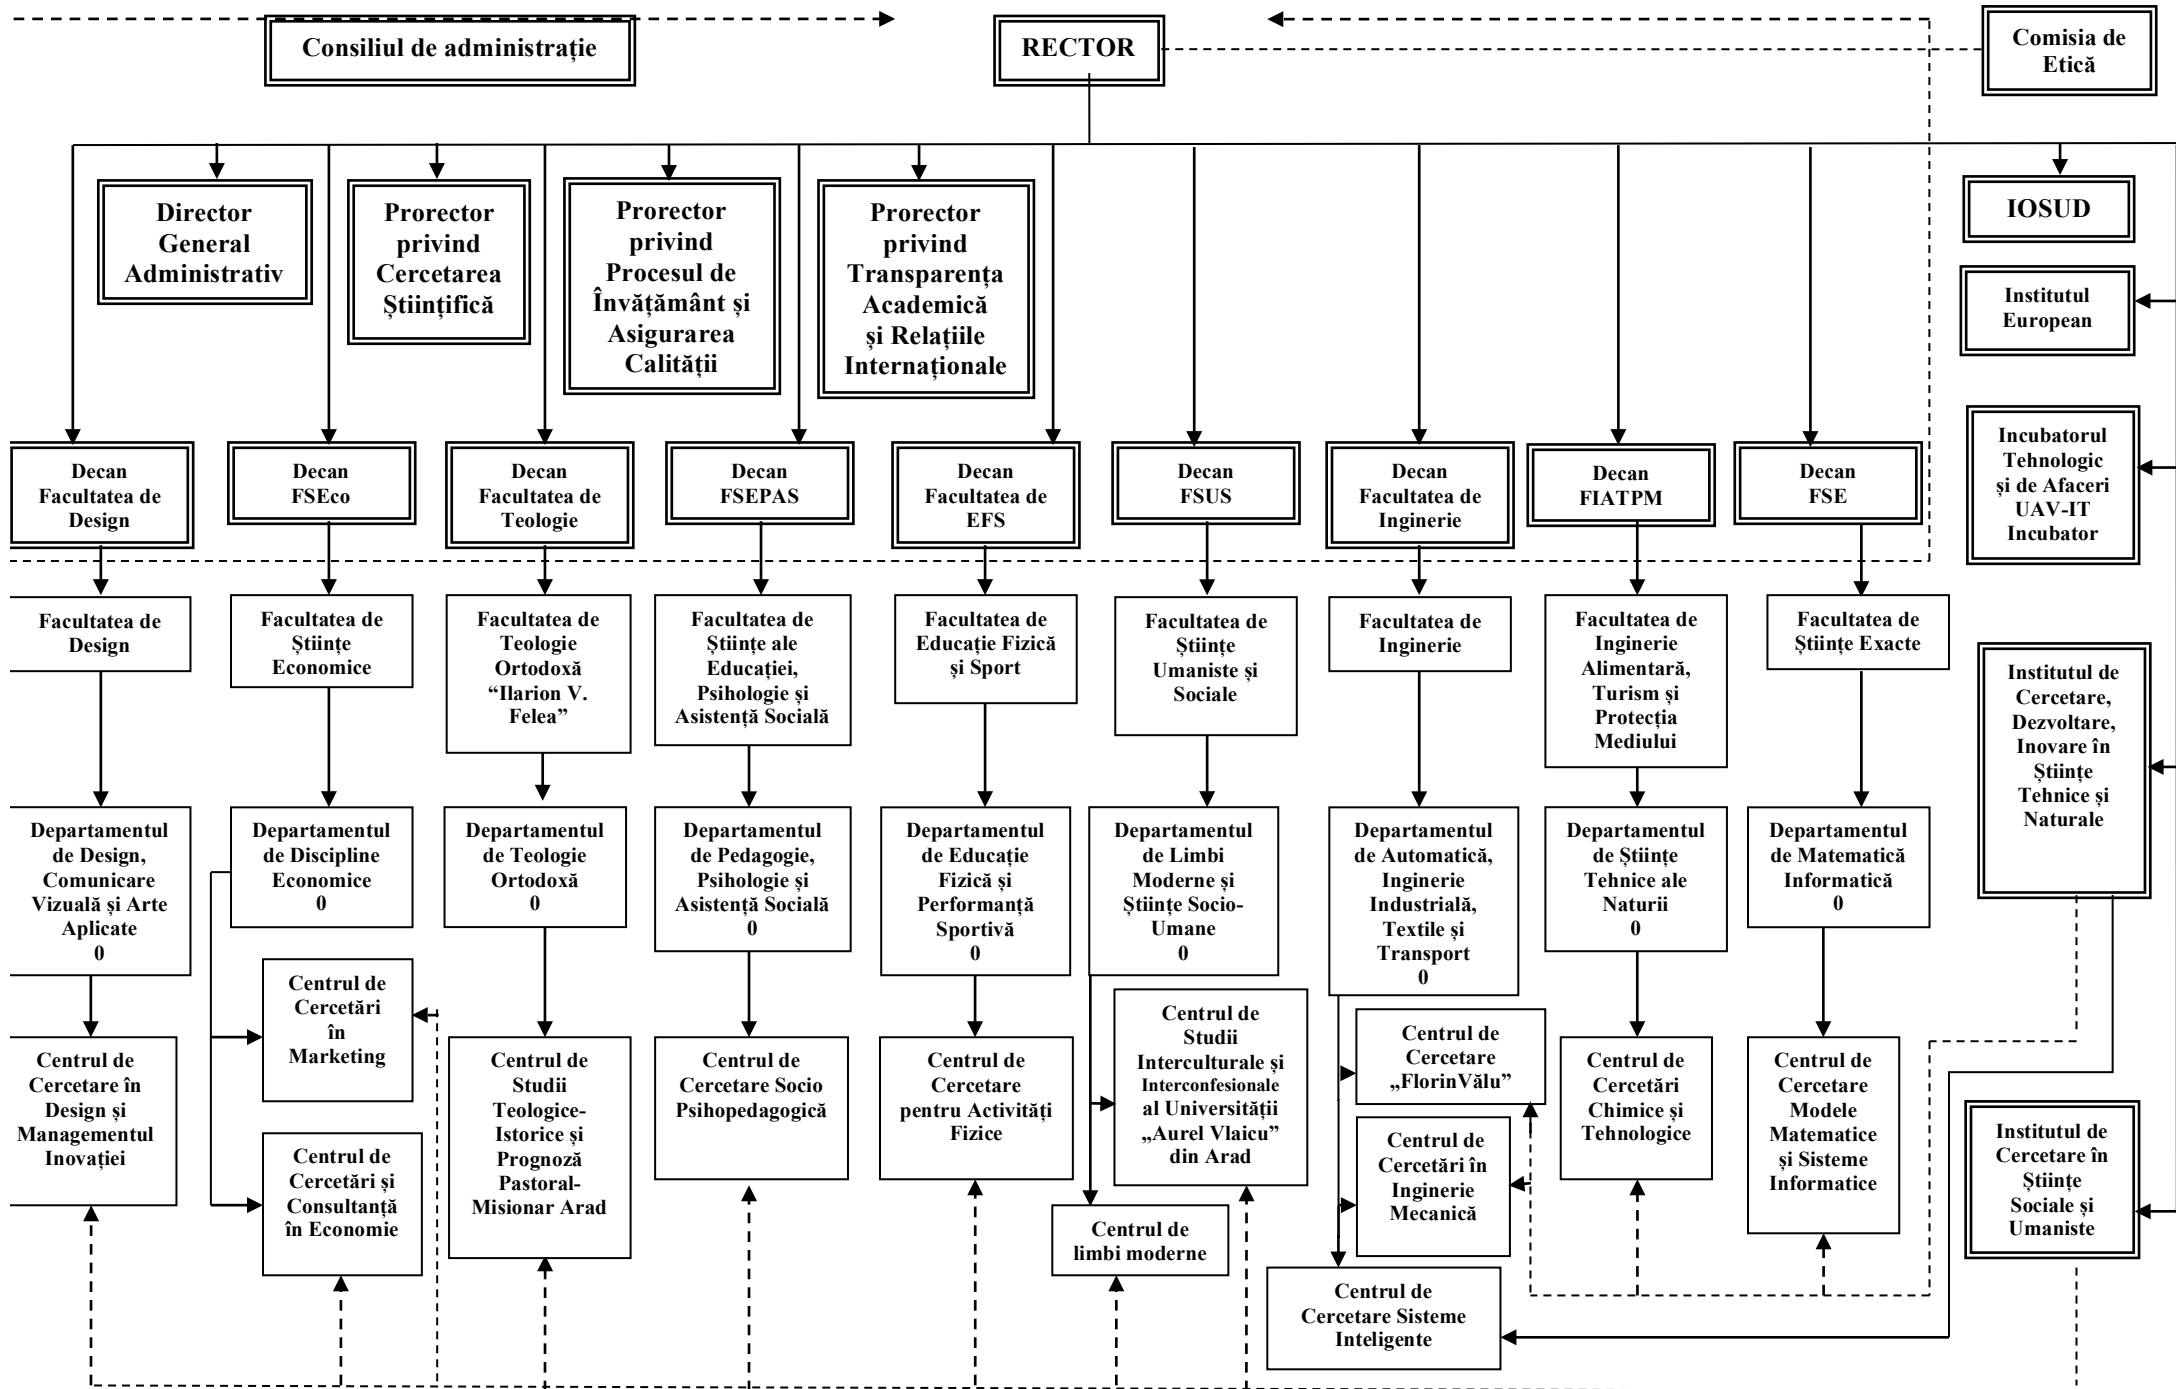 Consiliul de administrație
RECTOR
Comisia de
Etică
Director
General
Administrativ
Prorector
privind
Cercetarea
Științifică
Prorector
privind
Procesul de
Învățământ și
Asigurarea
Calității
Prorector
privind
Transparența
Academică
și Relațiile
Internaționale
IOSUD
Institutul
European
Incubatorul
Tehnologic
și de Afaceri
UAV-IT
Incubator
Decan
Facultatea de
Design
Decan
FSEco
Decan
Facultatea de
Teologie
Decan
FSEPAS
Decan
Facultatea de
EFS
Decan
FSUS
Decan
Facultatea de
Inginerie
Decan
FIATPM
Decan
FSE
Facultatea de
Design
Facultatea de
Științe
Economice
Facultatea de
Teologie
Ortodoxă
“Ilarion V.
Felea”
Facultatea de
Științe ale
Educației,
Psihologie și
Asistență Socială
Facultatea de
Educație Fizică
și Sport
Facultatea de
Științe
Umaniste și
Sociale
Facultatea de
Inginerie
Facultatea de
Inginerie
Alimentară,
Turism și
Protecția
Mediului
Facultatea de
Științe Exacte
Institutul de
Cercetare,
Dezvoltare,
Inovare în
Științe
Tehnice și
Naturale
Departamentul
de Design,
Comunicare
Vizuală și Arte
Aplicate
0
Departamentul
de Discipline
Economice
0
Departamentul
de Teologie
Ortodoxă
0
Departamentul
de Pedagogie,
Psihologie și
Asistență Socială
0
Departamentul
de Educație
Fizică și
Performanță
Sportivă
0
Departamentul
de Limbi
Moderne și
Științe Socio-
Umane
0
Departamentul
de Automatică,
Inginerie
Industrială,
Textile și
Transport
0
Departamentul
de Științe
Tehnice ale
Naturii
0
Departamentul
de Matematică
Informatică
0
Centrul de
Cercetare în
Design și
Managementul
Inovației
Centrul de
Cercetări
în
Marketing
Centrul de
Cercetări și
Consultanță
în Economie
Centrul de
Studii
Teologice-
Istorice și
Prognoză
Pastoral-
Misionar Arad
Centrul de
Cercetare Socio
Psihopedagogică
Centrul de
Cercetare
pentru Activități
Fizice
Centrul de
Studii
Interculturale și
Interconfesionale
al Universității
„Aurel Vlaicu”
din Arad
Centrul de
limbi moderne
Centrul de
Cercetare
„FlorinVălu”
Centrul de
Cercetări în
Inginerie
Mecanică
Centrul de
Cercetare Sisteme
Inteligente
Centrul de
Cercetări
Chimice și
Tehnologice
Centrul de
Cercetare
Modele
Matematice
și Sisteme
Informatice
Institutul de
Cercetare în
Științe
Sociale și
Umaniste